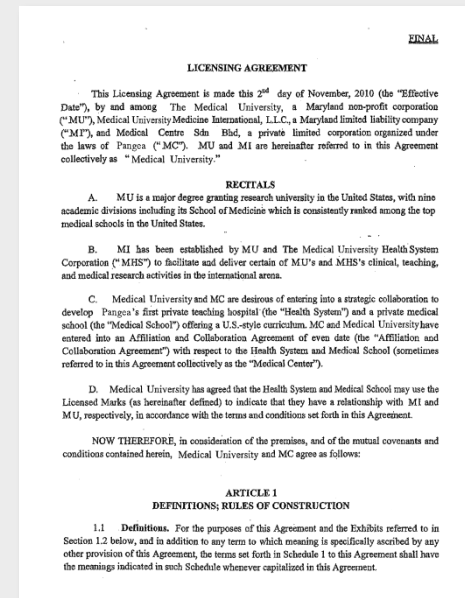 FINAL
LICENSING AGREEMENT
This Licensing Agreement is made this 2nd day of November, 2010 (the "Effective
Date"), by and among The Medical University, a Maryland non-profit corporation
("MU"), Medical University Medicine International, L.L.C., a Maryland limited liability company
("MI"), and Medical Centre Sdn Bhd, a private limited corporation organized under
the laws of Pangea ("MC"). MU and MI are hereinafter referred to in this Agreement
collectively as "Medical University."
RECITALS
A. MU is a major degree granting research university in the United States, with nine
academic divisions including its School of Medicine which is consistently ranked among the top
medical schools in the United States.
B. MI has been established by MU and The Medical University Health System
Corporation ("MHS") to facilitate and deliver certain of MU's and MHS's clinical, teaching,
and medical research activities in the international arena.
C. Medical University and MC are desirous of entering into a strategic collaboration to
develop Pangea's first private teaching hospital (the "Health System") and a private medical
school (the "Medical School") offering a U.S.-style curriculum. MC and Medical University have
entered into an Affiliation and Collaboration Agreement of even date (the "Affiliation and
Collaboration Agreement") with respect to the Health System and Medical School (sometimes
referred to in this Agreement collectively as the "Medical Center").
D. Medical University has agreed that the Health System and Medical School may use the
Licensed Marks (as hereinafter defined) to indicate that they have a relationship with MI and
MU, respectively, in accordance with the terms and conditions set forth in this Agreement.
NOW THEREFORE, in consideration of the premises, and of the mutual covenants and
conditions contained herein, Medical University and MC agree as follows:
ARTICLE 1
DEFINITIONS; RULES OF CONSTRUCTION
1.1 Definitions. For the purposes of this Agreement and the Exhibits referred to in
Section 1.2 below, and in addition to any term to which meaning is specifically ascribed by any
other provision of this Agreement, the terms set forth in Schedule 1 to this Agreement shall have
the meanings indicated in such Schedule whenever capitalized in this Agreement.